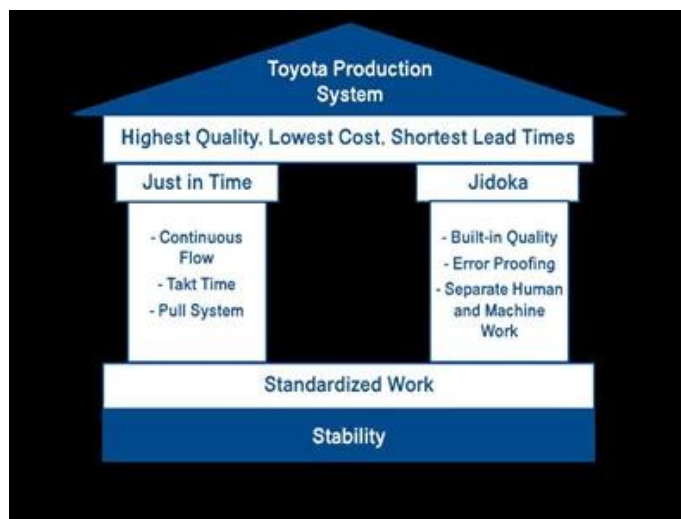 Toyota Production
System
Highest Quality, Lowest Cost, Shortest Lead Times
Just in Time
- Continuous
Flow
- Takt Time
- Pull System
Jidoka
- Built-in Quality
- Error Proofing
- Separate Human
and Machine
Work
Standardized Work
Stability